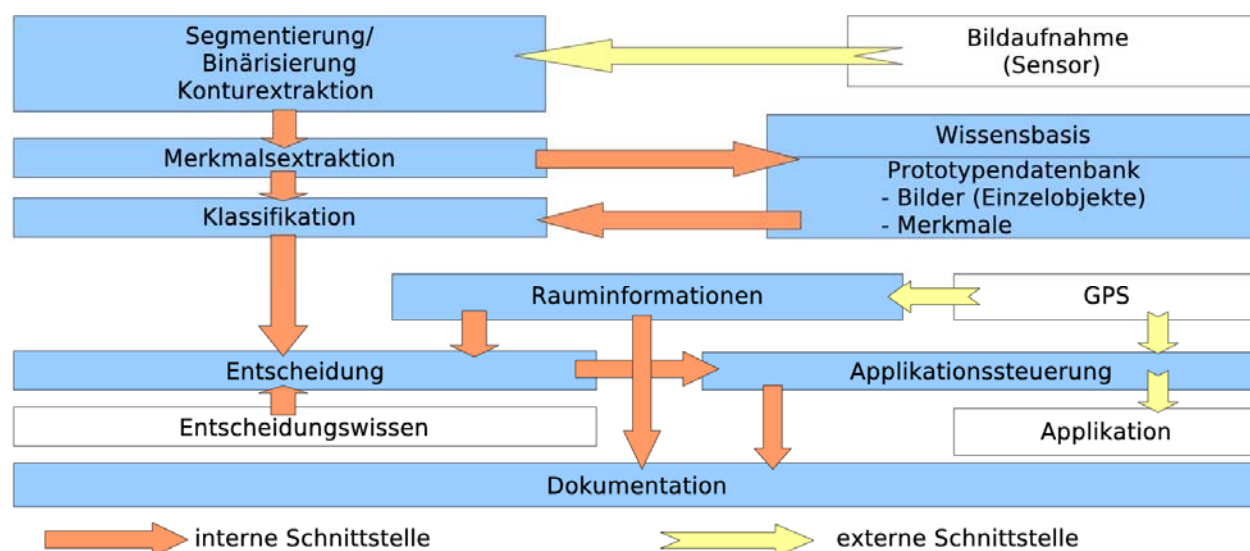 Segmentierung/
Binärisierung
Konturextraktion
Bildaufnahme
(Sensor)
Merkmalsextraktion
Klassifikation
Wissensbasis
Prototypendatenbank
- Bilder (Einzelobjekte)
- Merkmale
Rauminformationen
GPS
Entscheidung
Applikationssteuerung
Entscheidungswissen
Applikation
Dokumentation
interne Schnittstelle
externe Schnittstelle